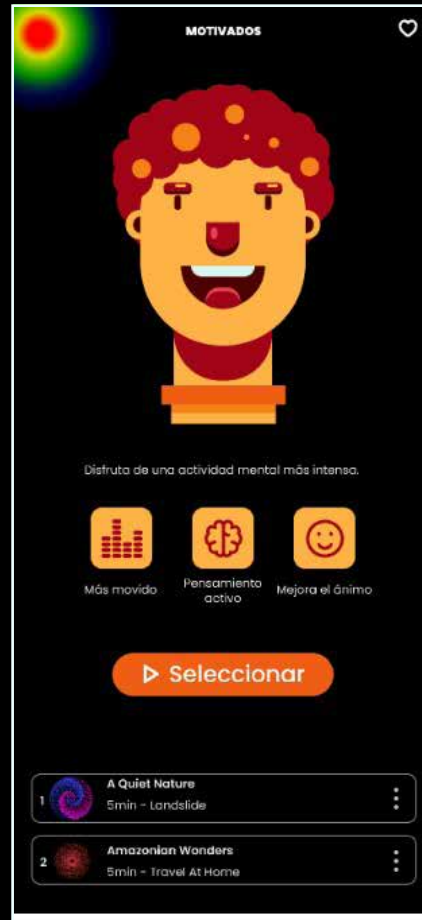 MOTIVADOS
Disfruta de una actividad mental más intensa.
Más movido
Pensamiento
activo
Mejora el ánimo
Seleccionar
1
A Quiet Nature
5min - Landslide
2
Amazonian Wonders
5min - Travel At Home